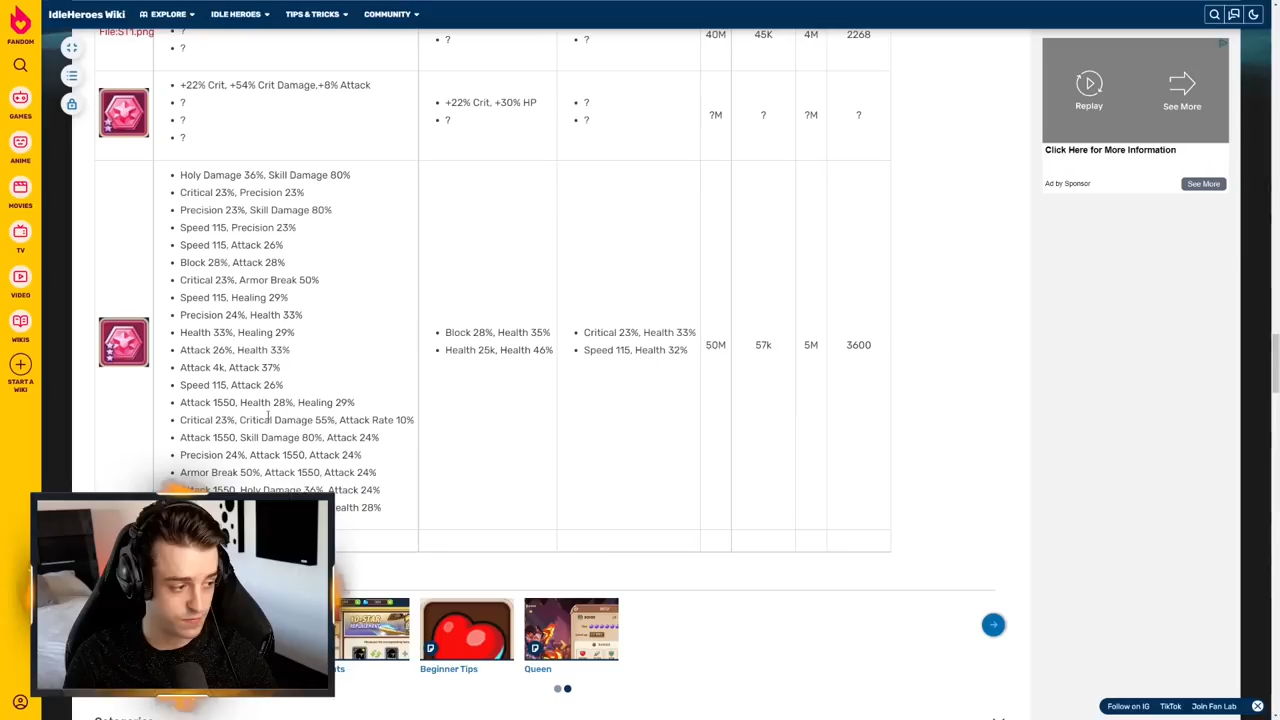 IdleHeroes Wiki
EXPLORE
IDLE HEROES
TIPS & TRICKS
COMMUNITY
FANDOM
GAMES
ANIME
MOVIES
TV
VIDEO
WIKIS
START A
WIKI
File:ST1.png
?
?
?
?
40M
45K
4M
2268
+22% Crit, +54% Crit Damage,+8% Attack
?
?
?
+22% Crit, +30% HP
?
?
?
?M
?
?M
?
Holy Damage 36%, Skill Damage 80%
Critical 23%, Precision 23%
Precision 23%, Skill Damage 80%
Speed 115, Precision 23%
Speed 115, Attack 26%
Block 28%, Attack 28%
Critical 23%, Armor Break 50%
Speed 115, Healing 29%
Precision 24%, Health 33%
Health 33%, Healing 29%
Attack 26%, Health 33%
Attack 4k, Attack 37%
Speed 115, Attack 26%
Attack 1550, Health 28%, Healing 29%
Critical 23%, Critical Damage 55%, Attack Rate 10%
Attack 1550, Skill Damage 80%, Attack 24%
Precision 24%, Attack 1550, Attack 24%
Armor Break 50%, Attack 1550, Attack 24%
1550, Holy Damage 36%, Attack 24%
28%
Block 28%, Health 35%
Health 25k, Health 46%
Critical 23%, Health 33%
Speed 115, Health 32%
50M
57k
5M
3600
Replay
See More
Click Here for More Information
Ad by Sponsor
See More
Beginner Tips
Queen
Follow on IG
TikTok
Join Fan Lab